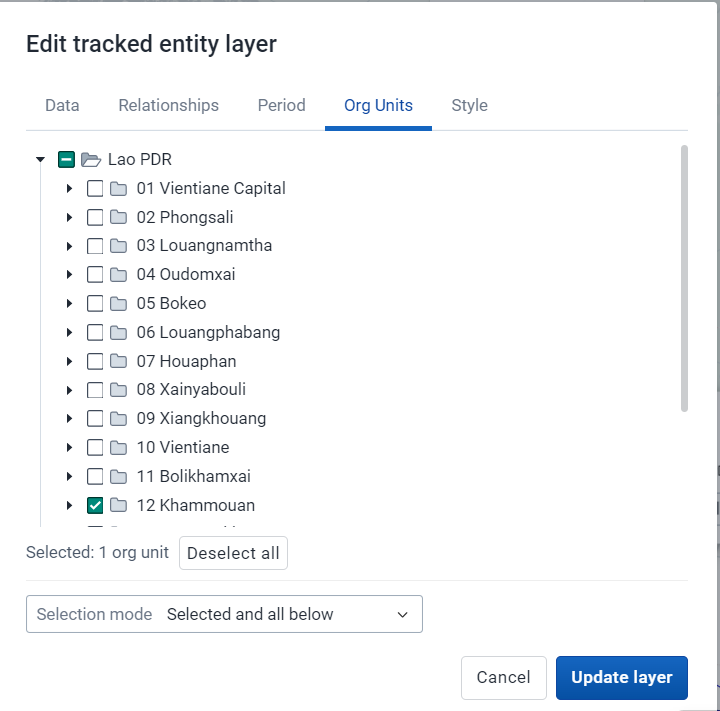 Edit tracked entity layer
Data Relationships Period Org Units Style
Lao PDR
01 Vientiane Capital
02 Phongsali
03 Louangnamtha
04 Oudomxai
05 Bokeo
06 Louangphabang
07 Houaphan
08 Xainyabouli
09 Xiangkhouang
10 Vientiane
11 Bolikhamxai
12 Khammouan
Selected: 1 org unit Deselect all
Selection mode Selected and all below
Cancel Update layer